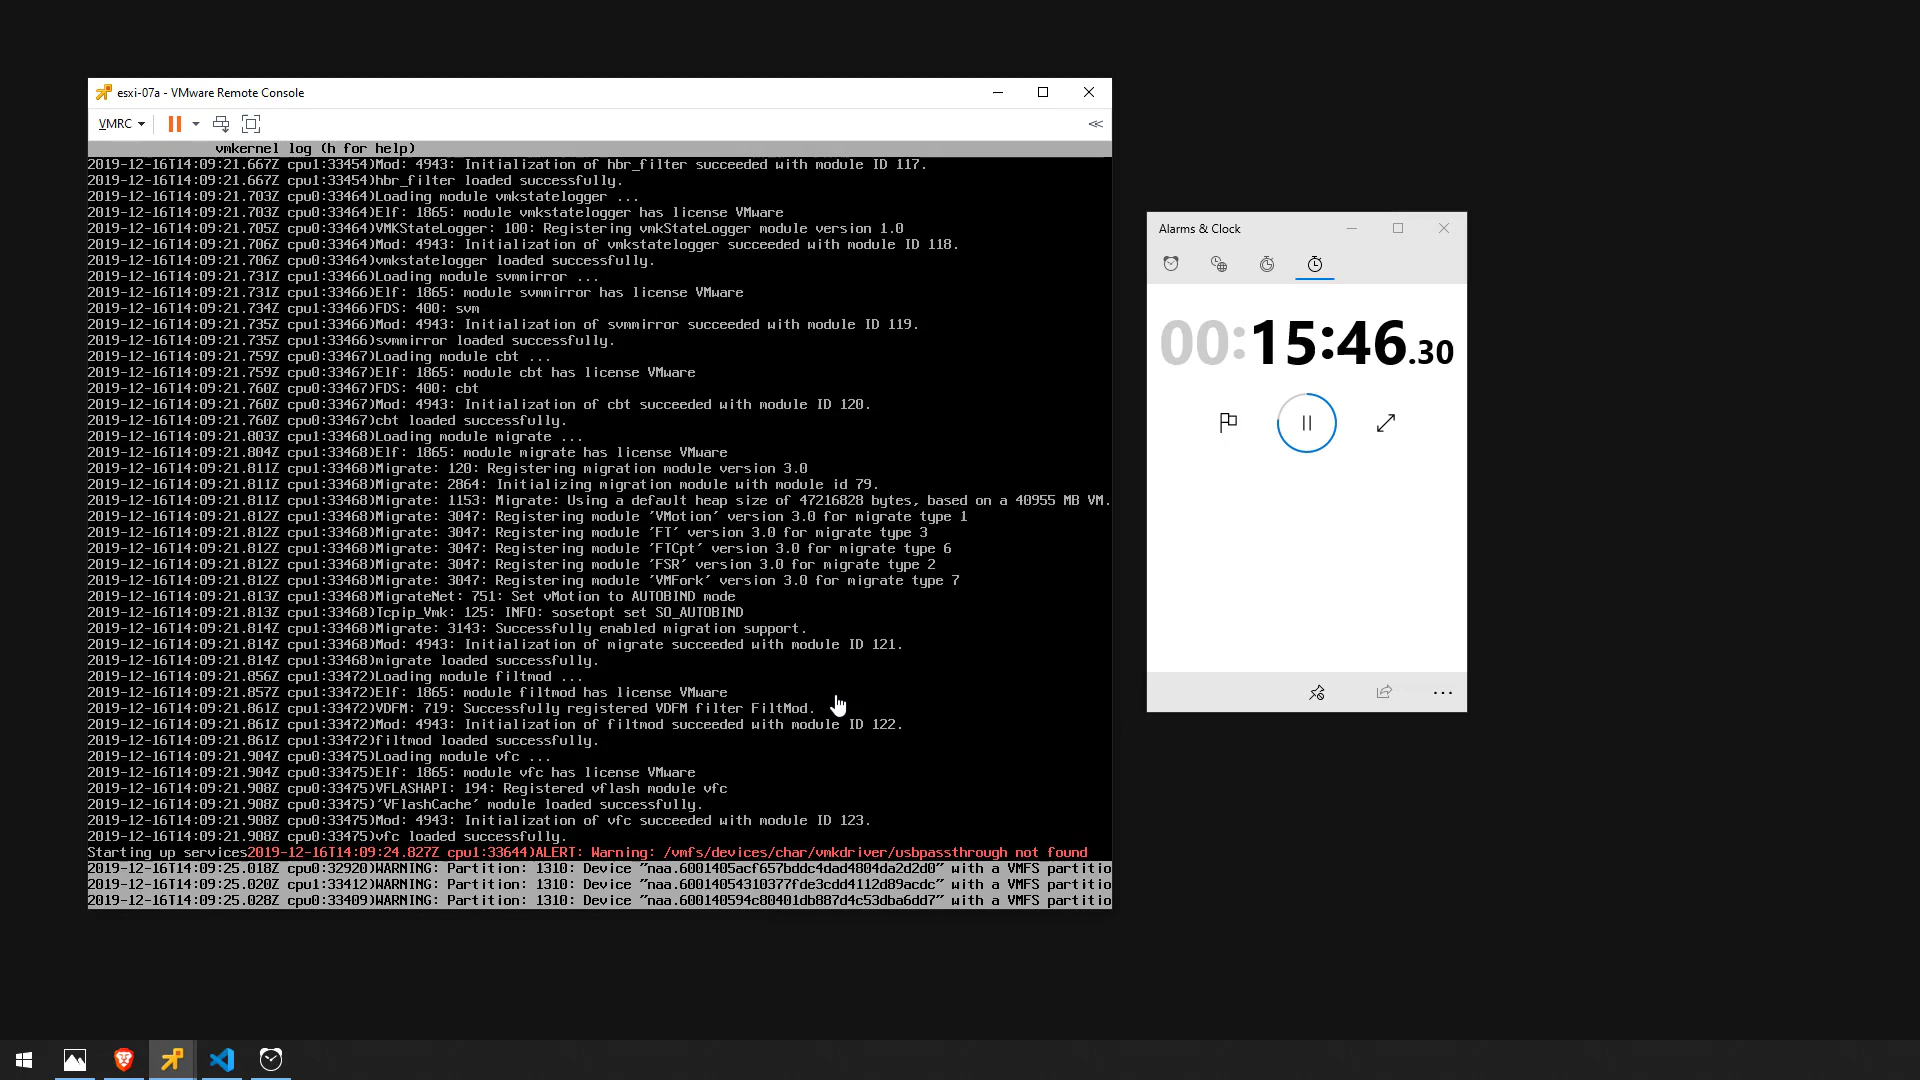 esxi-07a - VMware Remote Console
VMRC
vmkernel log (h for help)
2019-12-16T14:09:21.667Z cpu1:33454)Mod: 4943: Initialization of hbr_filter succeeded with module ID 117.
2019-12-16T14:09:21.667Z cpu1:33454)hbr_filter loaded successfully.
2019-12-16T14:09:21.703Z cpu0:33464)Loading module vmkstatelogger ...
2019-12-16T14:09:21.703Z cpu0:33464)Elf: 1865: module vmkstatelogger has license VMware
2019-12-16T14:09:21.705Z cpu0:33464)VMKStateLogger: 100: Registering vmkStateLogger module version 1.0
2019-12-16T14:09:21.706Z cpu0:33464)Mod: 4943: Initialization of vmkstatelogger succeeded with module ID 118.
2019-12-16T14:09:21.706Z cpu0:33464)vmkstatelogger loaded successfully.
2019-12-16T14:09:21.731Z cpu1:33466)Loading module svmmirror ...
2019-12-16T14:09:21.731Z cpu1:33466)Elf: 1865: module svmmirror has license VMware
2019-12-16T14:09:21.734Z cpu1:33466)FDS: 400: svm
2019-12-16T14:09:21.735Z cpu1:33466)Mod: 4943: Initialization of svmmirror succeeded with module ID 119.
2019-12-16T14:09:21.735Z cpu1:33466)svmmirror loaded successfully.
2019-12-16T14:09:21.759Z cpu0:33467)Loading module cbt ...
2019-12-16T14:09:21.759Z cpu1:33467)Elf: 1865: module cbt has license VMware
2019-12-16T14:09:21.760Z cpu0:33467)FDS: 400: cbt
2019-12-16T14:09:21.760Z cpu0:33467)Mod: 4943: Initialization of cbt succeeded with module ID 120.
2019-12-16T14:09:21.760Z cpu0:33467)cbt loaded successfully.
2019-12-16T14:09:21.803Z cpu1:33468)Loading module migrate ...
2019-12-16T14:09:21.804Z cpu1:33468)Elf: 1865: module migrate has license VMware
2019-12-16T14:09:21.811Z cpu1:33468)Migrate: 120: Registering migration module version 3.0
2019-12-16T14:09:21.811Z cpu1:33468)Migrate: 2864: Initializing migration module with module id 79.
2019-12-16T14:09:21.811Z cpu1:33468)Migrate: 1153: Migrate: Using a default heap size of 47216828 bytes, based on a 40955 MB VM.
2019-12-16T14:09:21.812Z cpu1:33468)Migrate: 3047: Registering module 'VMotion' version 3.0 for migrate type 1
2019-12-16T14:09:21.812Z cpu1:33468)Migrate: 3047: Registering module 'FT' version 3.0 for migrate type 3
2019-12-16T14:09:21.812Z cpu1:33468)Migrate: 3047: Registering module 'FTCpt' version 3.0 for migrate type 6
2019-12-16T14:09:21.812Z cpu1:33468)Migrate: 3047: Registering module 'FSR' version 3.0 for migrate type 2
2019-12-16T14:09:21.812Z cpu1:33468)Migrate: 3047: Registering module 'VMFork' version 3.0 for migrate type 7
2019-12-16T14:09:21.813Z cpu1:33468)MigrateNet: 751: Set vMotion to AUTOBIND mode
2019-12-16T14:09:21.813Z cpu1:33468)Tcpip_Vmk: 125: INFO: sosetopt set SO_AUTOBIND
2019-12-16T14:09:21.814Z cpu1:33468)Migrate: 3143: Successfully enabled migration support.
2019-12-16T14:09:21.814Z cpu1:33468)Mod: 4943: Initialization of migrate succeeded with module ID 121.
2019-12-16T14:09:21.814Z cpu1:33468)migrate loaded successfully.
2019-12-16T14:09:21.856Z cpu1:33472)Loading module filtmod ...
2019-12-16T14:09:21.857Z cpu1:33472)Elf: 1865: module filtmod has license VMware
2019-12-16T14:09:21.861Z cpu1:33472)VDFM: 719: Successfully registered VDFM filter FiltMod.
2019-12-16T14:09:21.861Z cpu1:33472)Mod: 4943: Initialization of filtmod succeeded with module ID 122.
2019-12-16T14:09:21.861Z cpu1:33472)filtmod loaded successfully.
2019-12-16T14:09:21.904Z cpu0:33475)Loading module vfc ...
2019-12-16T14:09:21.904Z cpu0:33475)Elf: 1865: module vfc has license VMware
2019-12-16T14:09:21.908Z cpu0:33475)VFLASHAPI: 194: Registered vflash module vfc
2019-12-16T14:09:21.908Z cpu0:33475)'VFlashCache' module loaded successfully.
2019-12-16T14:09:21.908Z cpu0:33475)Mod: 4943: Initialization of vfc succeeded with module ID 123.
2019-12-16T14:09:21.908Z cpu0:33475)vfc loaded successfully.
Starting up services2019-12-16T14:09:24.827Z cpu1:33644)ALERT: Warning: /vmfs/devices/char/vmkdriver/usbpassthrough not found
2019-12-16T14:09:25.018Z cpu0:32920)WARNING: Partition: 1310: Device "naa.6001405acf657bddc4dad4804da2d2d0" with a VMFS partitio
2019-12-16T14:09:25.020Z cpu1:33412)WARNING: Partition: 1310: Device "naa.60014054310377fde3cdd4112d89acdc" with a VMFS partitio
2019-12-16T14:09:25.028Z cpu0:33409)WARNING: Partition: 1310: Device "naa.600140594c80401db887d4c53dba6dd7" with a VMFS partitio
Alarms & Clock
00:15:46.30